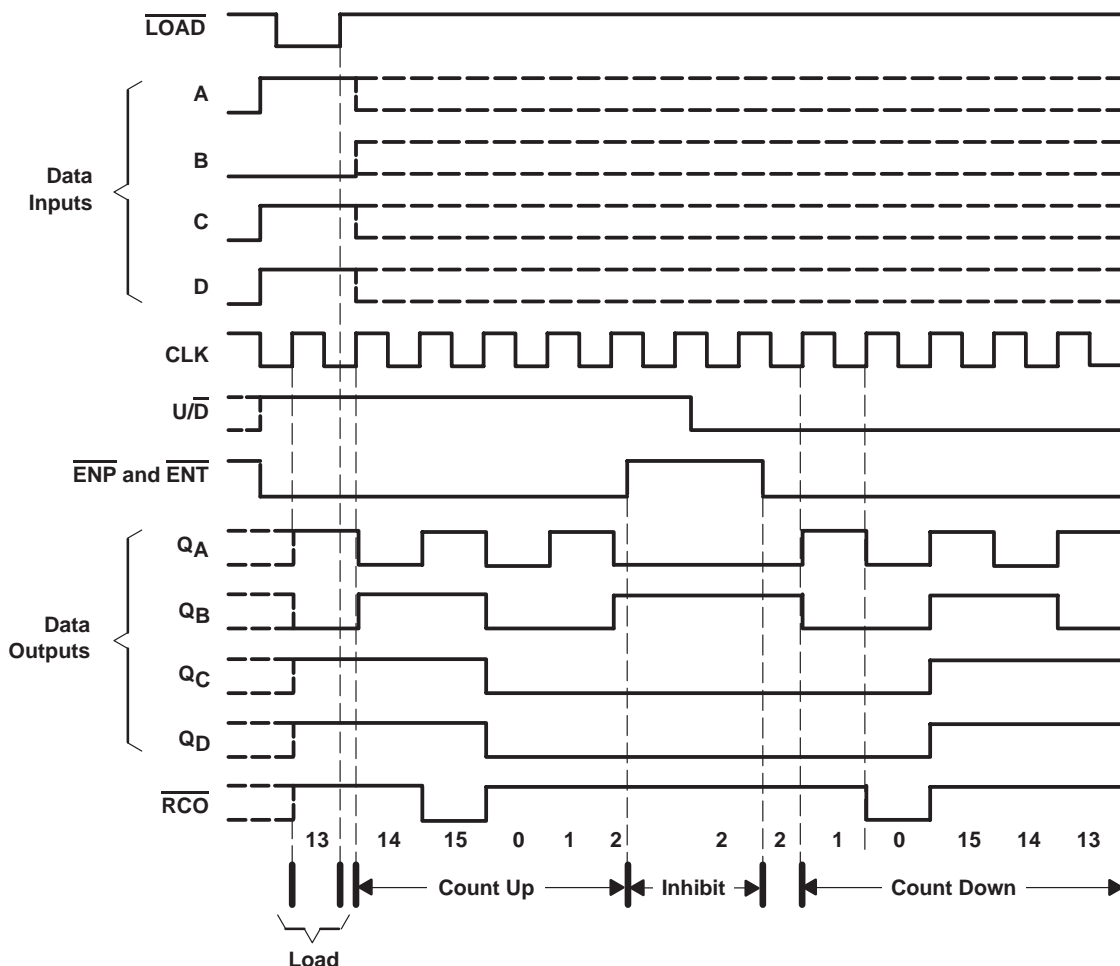 LOAD
A
B
Data
Inputs
C
D
CLK
U/D
ENP and ENT
QA
QB
Data
Outputs
QC
QD
RCO
13 14 15 0 1 2 2 2 1 0 15 14 13
Count Up Inhibit Count Down
Load